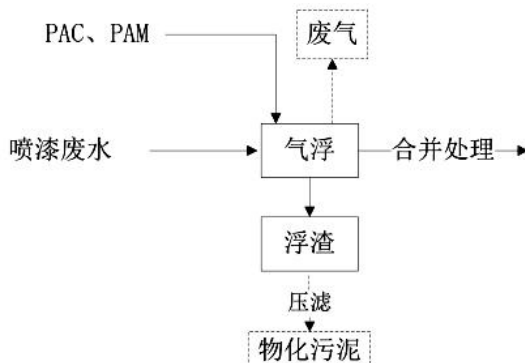 PAC、PAM
废气
喷漆废水
气浮
合并处理
浮渣
压滤
物化污泥